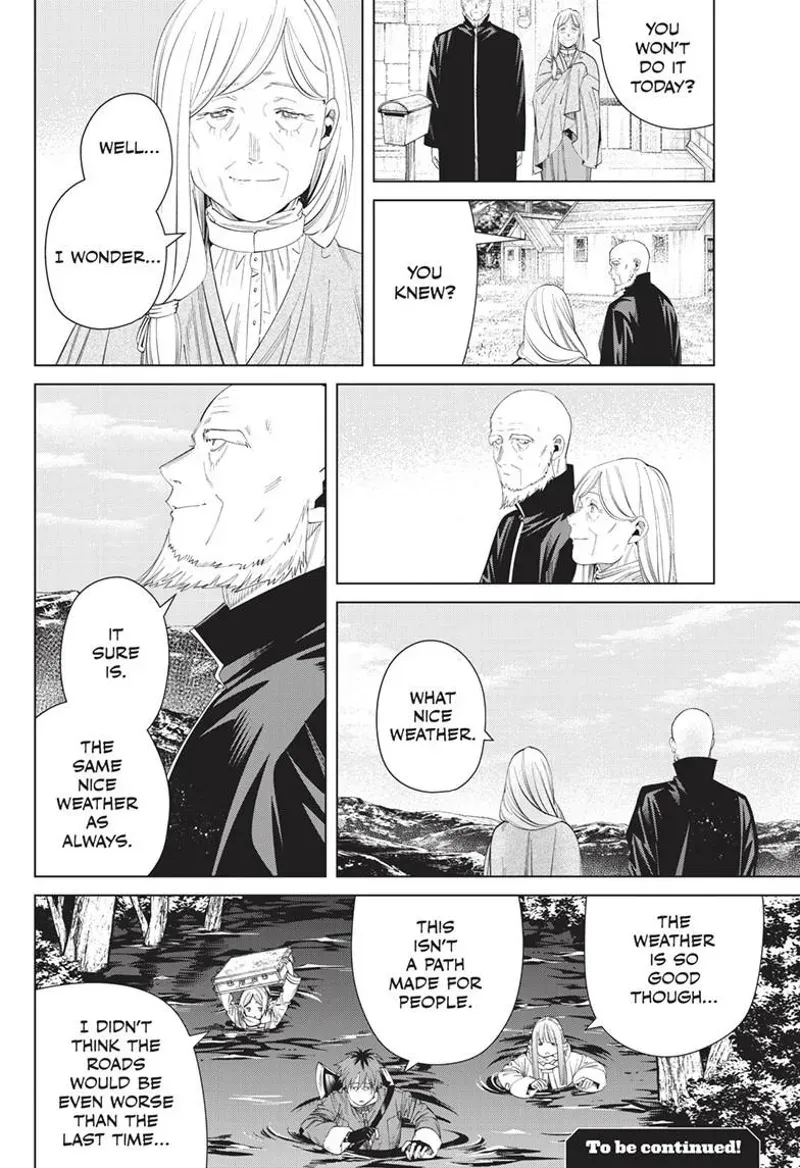 YOU
WON'T
DO IT
TODAY?
WELL...
I WONDER...
YOU
KNEW?
WHAT
NICE
WEATHER.
IT
SURE
IS.
THE
SAME
NICE
WEATHER
AS
ALWAYS.
THE
WEATHER
IS SO
GOOD
THOUGH...
THIS
ISN'T
A PATH
MADE FOR
PEOPLE.
I DIDN'T
THINK THE
ROADS
WOULD BE
EVEN WORSE
THAN THE
LAST TIME...
To be continued!